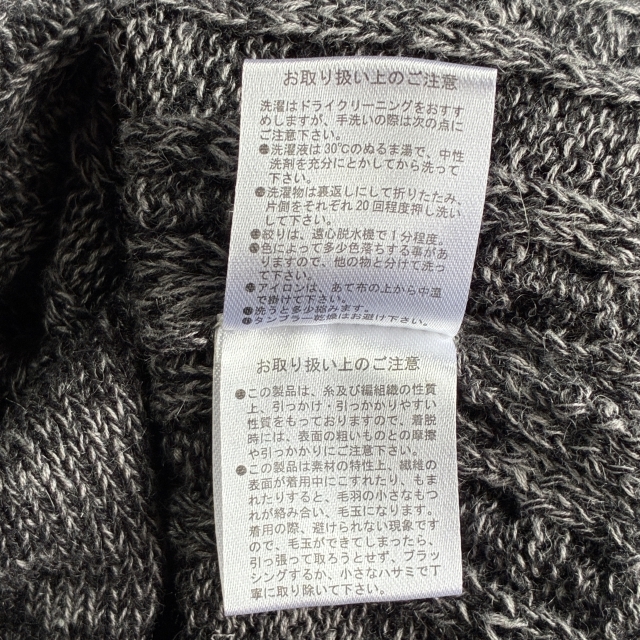 お取り扱い上のご注意
洗濯はドライクリーニングをおすす
めしますが、手洗いの際は次の点に
ご注意下さい。
●洗濯液は30℃のぬるま湯で、中性
洗剤を充分にとかしてから洗って
下さい。
●洗濯物は裏返しにして折りたたみ、
片側をそれぞれ20回程度押し洗い
して下さい。
●絞りは、遠心脱水機で1分程度。
●色によって多少色落ちする事があ
りますので、他の物と分けて洗っ
て下さい。
●アイロンは、あて布の上から中温
で掛けて下さい。
●洗うと多少縮みます。
●タンブラー乾燥はお避け下さい。
お取り扱い上のご注意
●この製品は、糸及び編組織の性質
上、引っかけ・引っかかりやすい
性質をもっておりますので、着脱
時には、表面の粗いものとの摩擦
や引っかかりにご注意下さい。
●この製品は素材の特性上、繊維の
表面が着用中にこすれたり、もま
れたりすると、毛羽の小さなもつ
れが絡み合い、毛玉になります。
着用の際、避けられない現象です
ので、毛玉ができてしまったら、
引っ張って取ろうとせず、ブラッ
シングするか、小さなハサミで丁
寧に取り除いて下さい。